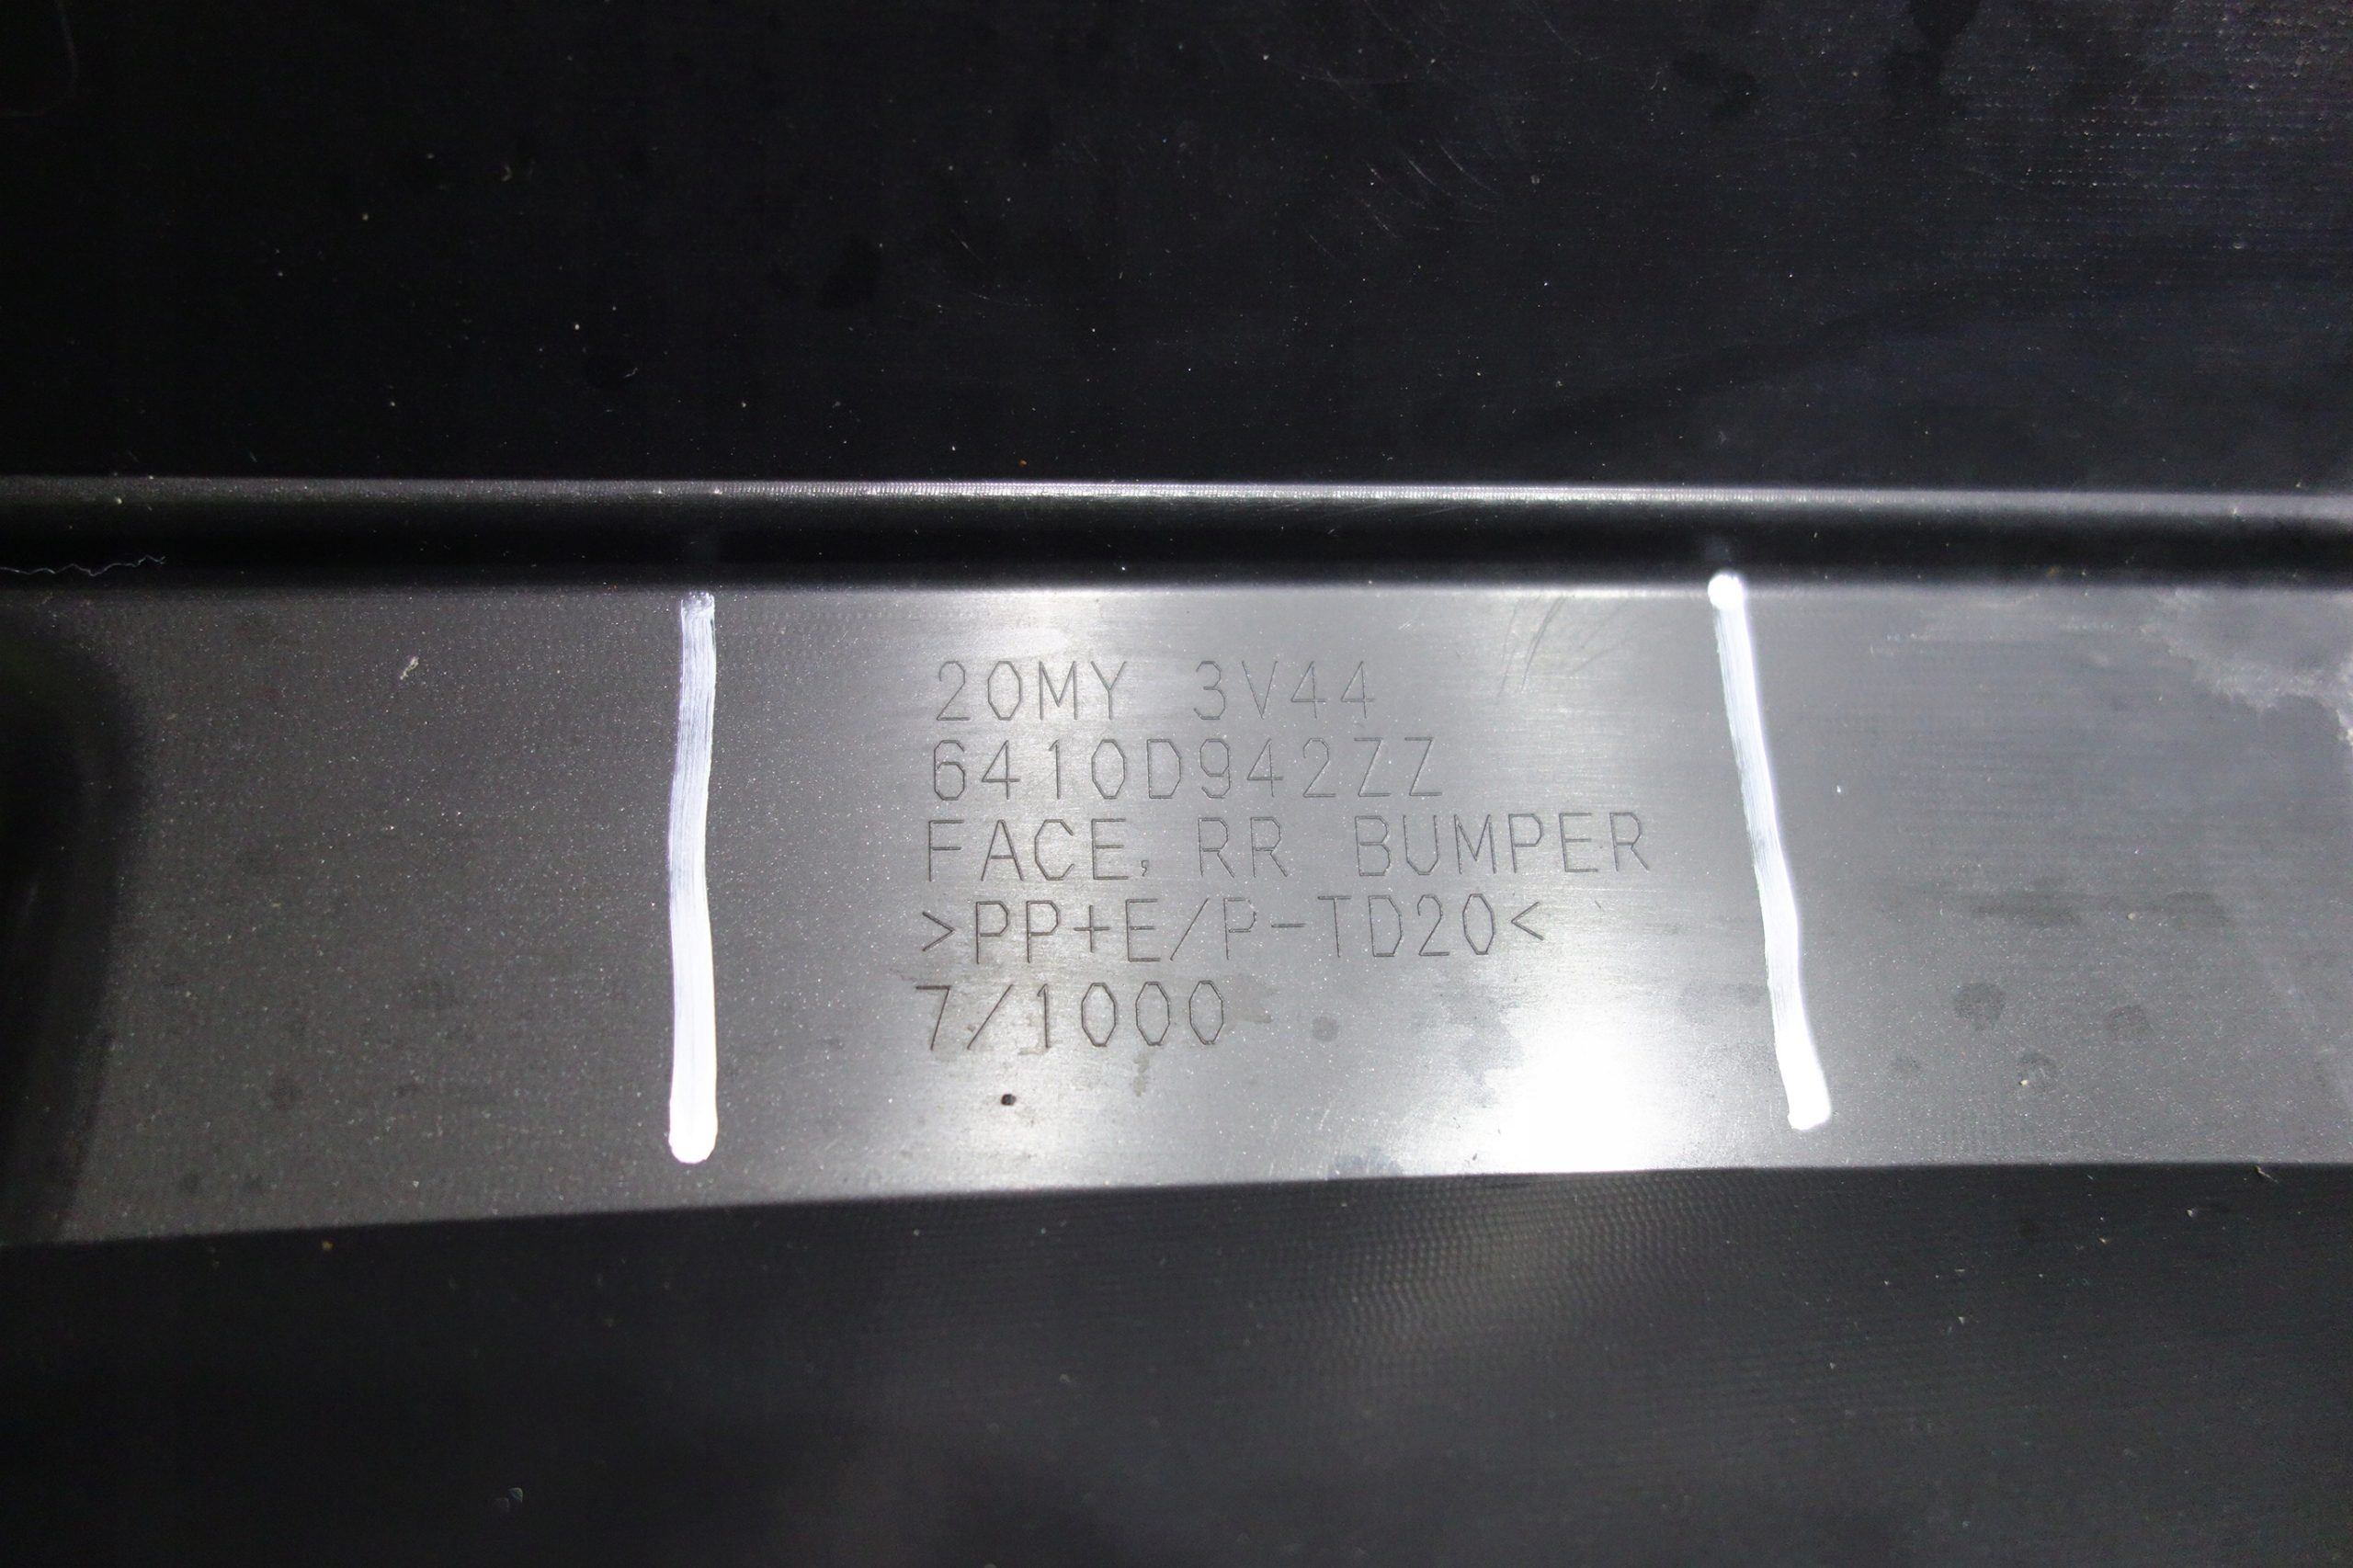 20MY 3V44
6410D942ZZ
FACE, RR BUMPER
>PP+E/P-TD20<
7/1000